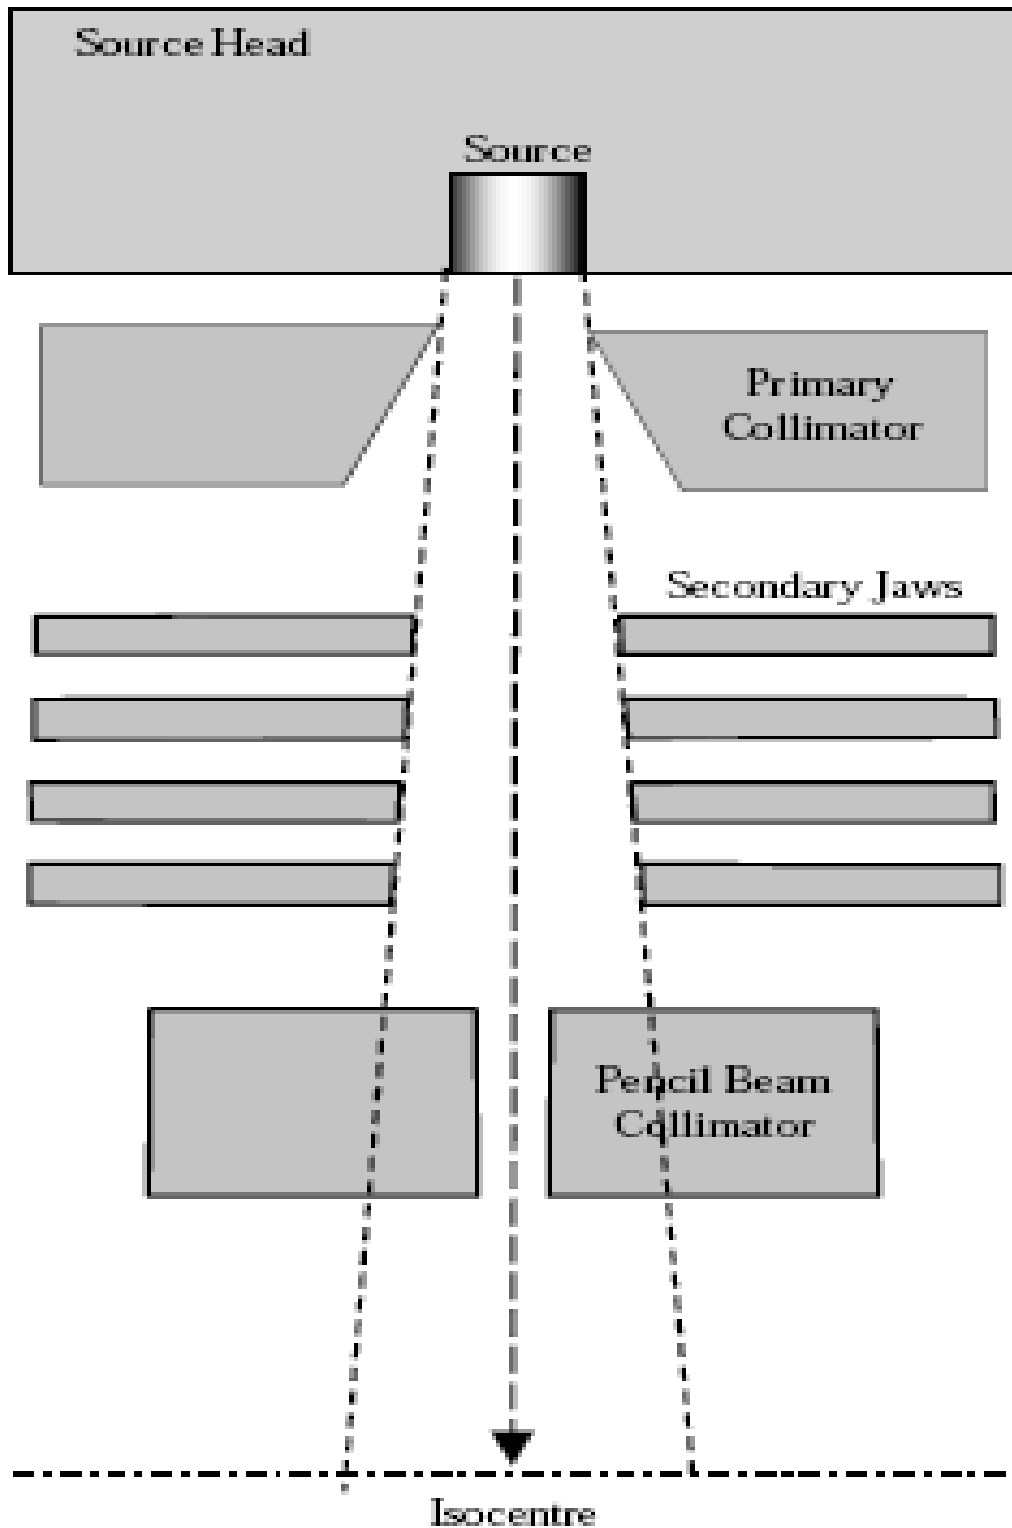 Source Head
Source
Primary
Collimator
Secondary Jaws
Pencil Beam
Collimator
Isocentre